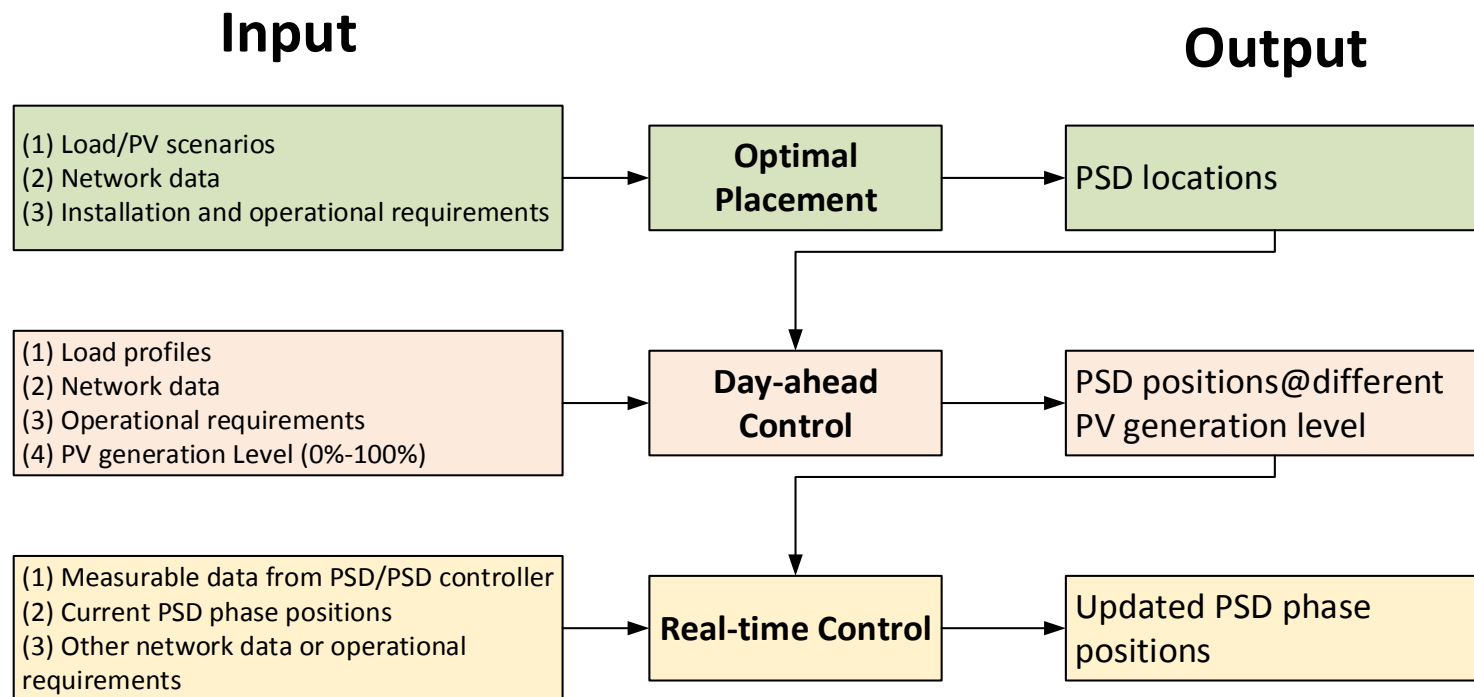 Input
Output
(1) Load/PV scenarios
(2) Network data
(3) Installation and operational requirements
Optimal
Placement
PSD locations
(1) Load profiles
(2) Network data
(3) Operational requirements
(4) PV generation Level (0%-100%)
Day-ahead
Control
PSD positions@different
PV generation level
(1) Measurable data from PSD/PSD controller
(2) Current PSD phase positions
(3) Other network data or operational
requirements
Real-time Control
Updated PSD phase
positions